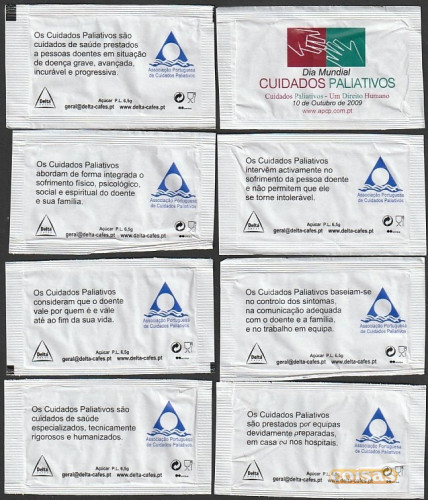 Os Cuidados Paliativos são
cuidados de saúde prestados
a pessoas doentes em situação
de doença grave, avançada,
incurável e progressiva.
Associação Portuguesa
de Cuidados Paliativos
Delta
Açúcar P.L. 6,5g
geral@delta-cafes.pt www.delta-cafes.pt
Dia Mundial
CUIDADOS PALIATIVOS
Cuidados Paliativos - Um Direito Humano
10 de Outubro de 2009
www.apcp.com.pt
Os Cuidados Paliativos
abordam de forma integrada o
sofrimento físico, psicológico,
social e espiritual do doente
e sua família.
Associação Portuguesa
de Cuidados Paliativos
Delta
Açúcar P.L. 6,5g
geral@delta-cafes.pt www.delta-cafes.pt
Os Cuidados Paliativos
intervêm activamente no
sofrimento da pessoa doente
e não permitem que ele
se torne intolerável.
Associação Portuguesa
de Cuidados Paliativos
Delta
Açúcar P.L. 6,5g
geral@delta-cafes.pt www.delta-cafes.pt
Os Cuidados Paliativos
consideram que o doente
vale por quem é e vale
até ao fim da sua vida.
Associação Portuguesa
de Cuidados Paliativos
Delta
Açúcar P.L. 6,5g
geral@delta-cafes.pt www.delta-cafes.pt
Os Cuidados Paliativos baseiam-se
no controlo dos sintomas,
na comunicação adequada
com o doente e a família,
e no trabalho em equipa.
Associação Portuguesa
de Cuidados Paliativos
Delta
Açúcar P.L. 6,5g
geral@delta-cafes.pt www.delta-cafes.pt
Os Cuidados Paliativos são
cuidados de saúde
especializados, tecnicamente
rigorosos e humanizados.
Associação Portuguesa
de Cuidados Paliativos
Delta
Açúcar P.L. 6,5g
geral@delta-cafes.pt www.delta-cafes.pt
Os Cuidados Paliativos
são prestados por equipas
devidamente preparadas,
em casa ou nos hospitais.
Associação Portuguesa
de Cuidados Paliativos
Delta
Açúcar P.L. 6,5g
geral@delta-cafes.pt